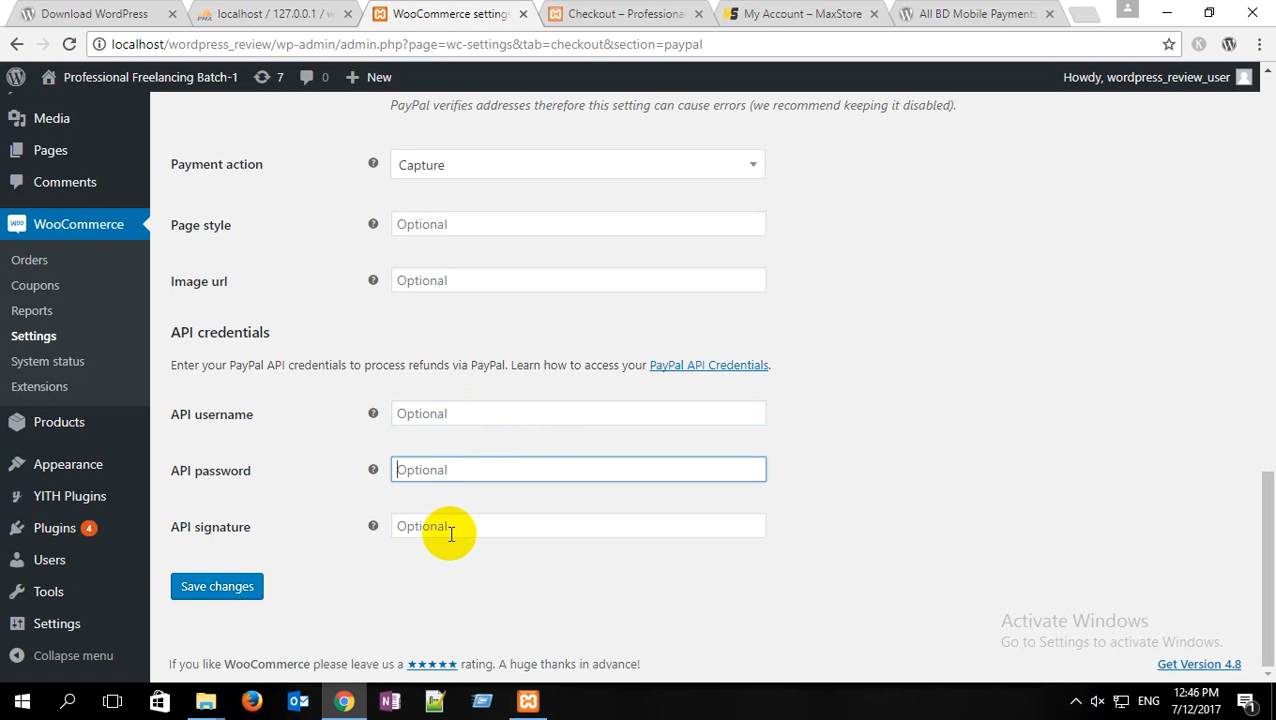 Download WordPress
localhost / 127.0.0.1 / w
WooCommerce settings
Checkout – Professional
My Account – MaxStore
All BD Mobile Payments
localhost/wordpress_review/wp-admin/admin.php?page=wc-settings&tab=checkout&section=paypal
Professional Freelancing Batch-1 7 0 New Howdy, wordpress_review_user
Media
Pages
Comments
WooCommerce
Orders
Coupons
Reports
Settings
System status
Extensions
Products
Appearance
YITH Plugins
Plugins 4
Users
Tools
Settings
Collapse menu
PayPal verifies addresses therefore this setting can cause errors (we recommend keeping it disabled).
Payment action ? Capture
Page style ? Optional
Image url ? Optional
API credentials
Enter your PayPal API credentials to process refunds via PayPal. Learn how to access your PayPal API Credentials.
API username ? Optional
API password ? Optional
API signature ? Optional
Save changes
Activate Windows
Go to Settings to activate Windows.
If you like WooCommerce please leave us a ★★★★★ rating. A huge thanks in advance!
Get Version 4.8
ENG
12:46 PM
7/12/2017
1